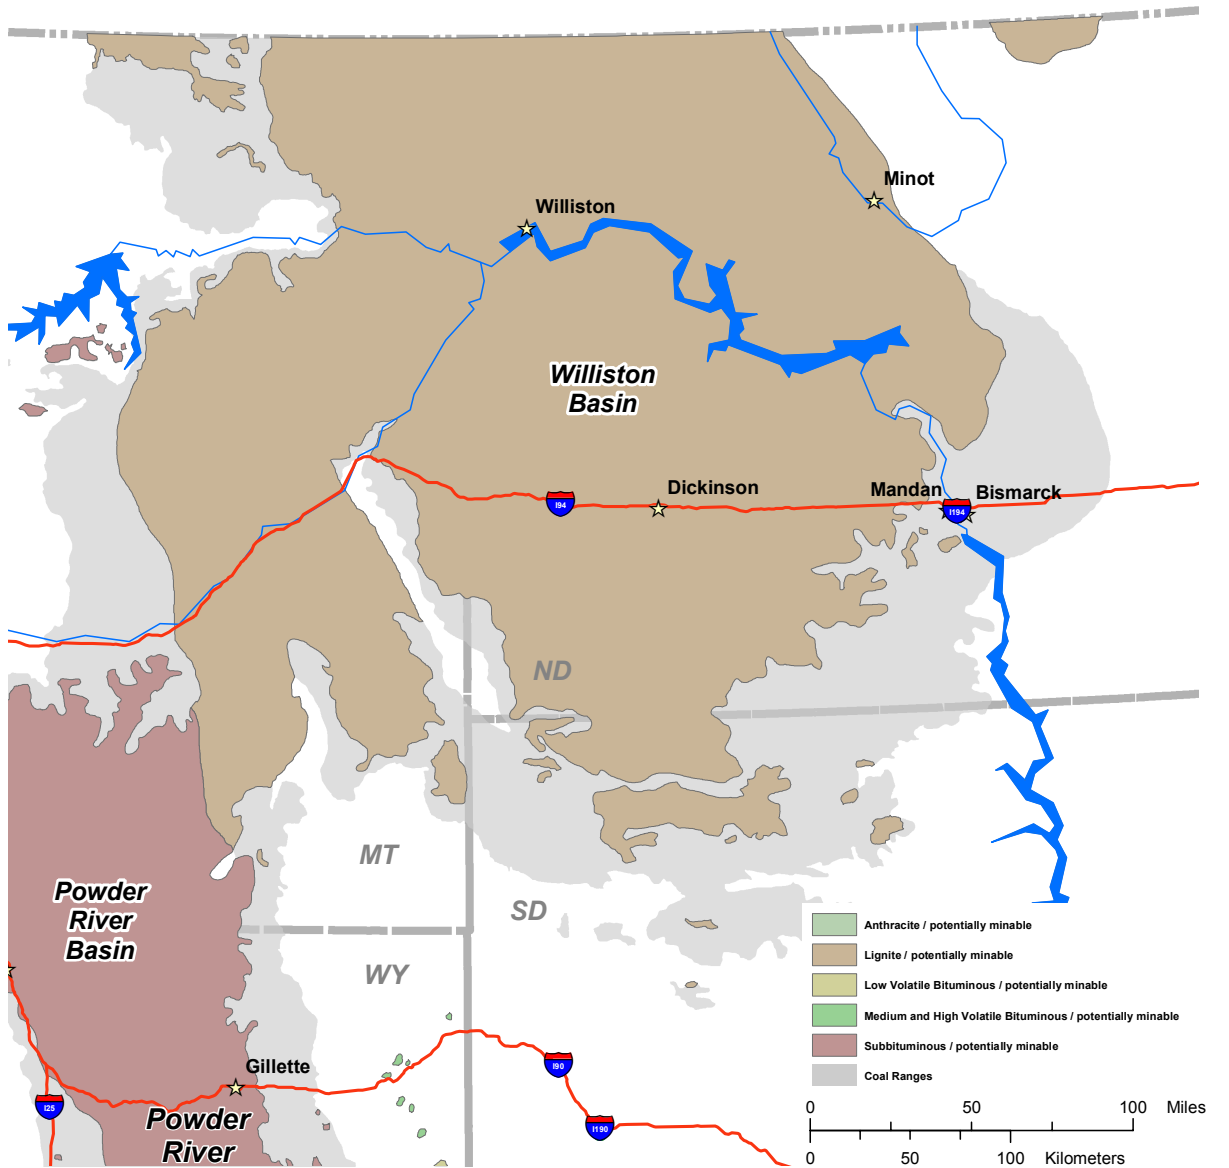 Minot
Williston
Williston
Basin
I94
Dickinson
Mandan
Bismarck
I194
ND
MT
SD
WY
Powder
River
Basin
Gillette
I25
I90
I190
Powder
River
Anthracite / potentially minable
Lignite / potentially minable
Low Volatile Bituminous / potentially minable
Medium and High Volatile Bituminous / potentially minable
Subbituminous / potentially minable
Coal Ranges
0 50 100 Miles
0 50 100 Kilometers